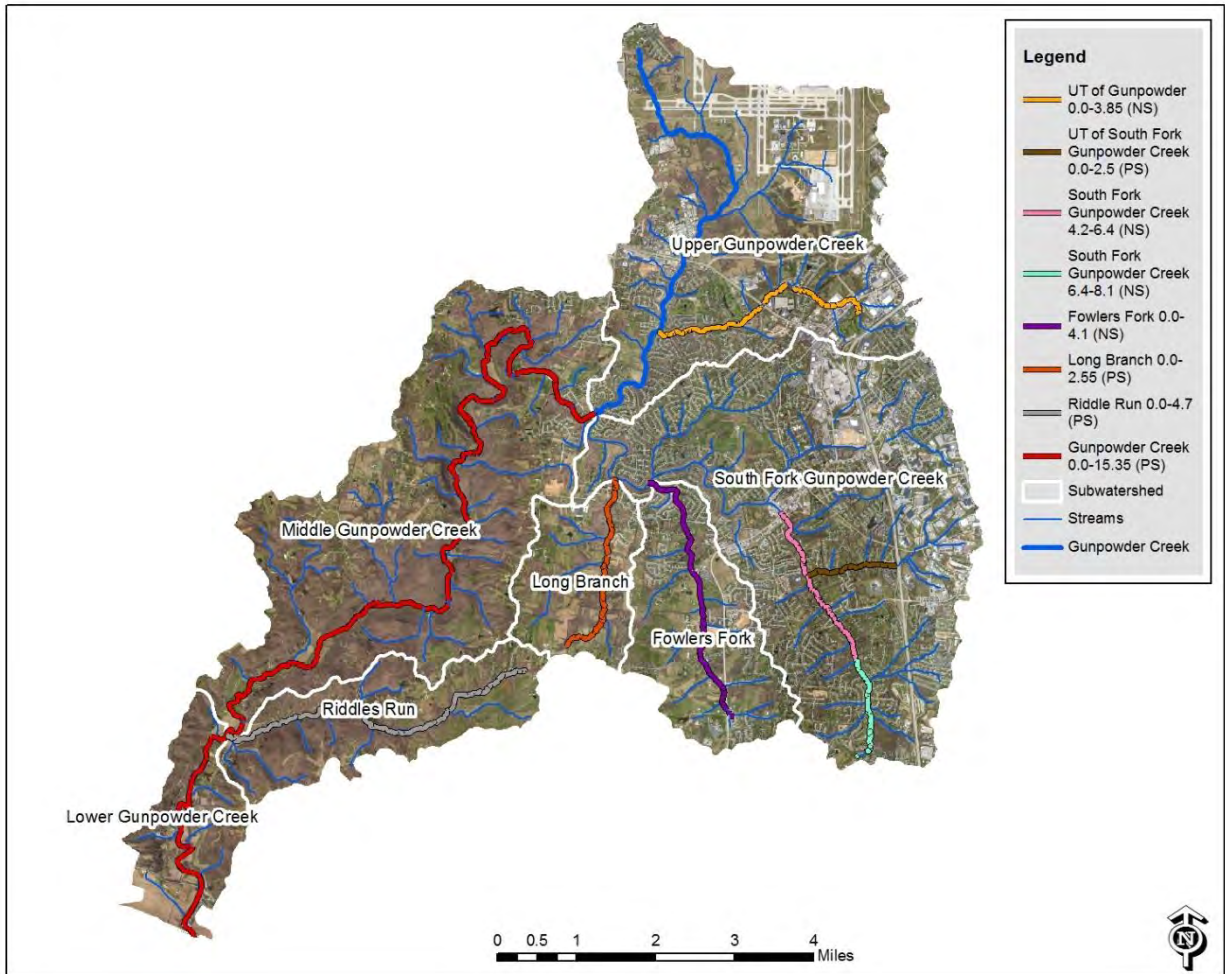 Legend
UT of Gunpowder
0.0-3.85 (NS)
UT of South Fork
Gunpowder Creek
0.0-2.5 (PS)
South Fork
Gunpowder Creek
4.2-6.4 (NS)
South Fork
Gunpowder Creek
6.4-8.1 (NS)
Fowlers Fork 0.0-
4.1 (NS)
Long Branch 0.0-
2.55 (PS)
Riddle Run 0.0-4.7
(PS)
Gunpowder Creek
0.0-15.35 (PS)
Subwatershed
Streams
Gunpowder Creek
Upper Gunpowder Creek
South Fork Gunpowder Creek
Middle Gunpowder Creek
Long Branch
Fowlers Fork
Riddles Run
Lower Gunpowder Creek
0 0.5 1 2 3 4
Miles
N